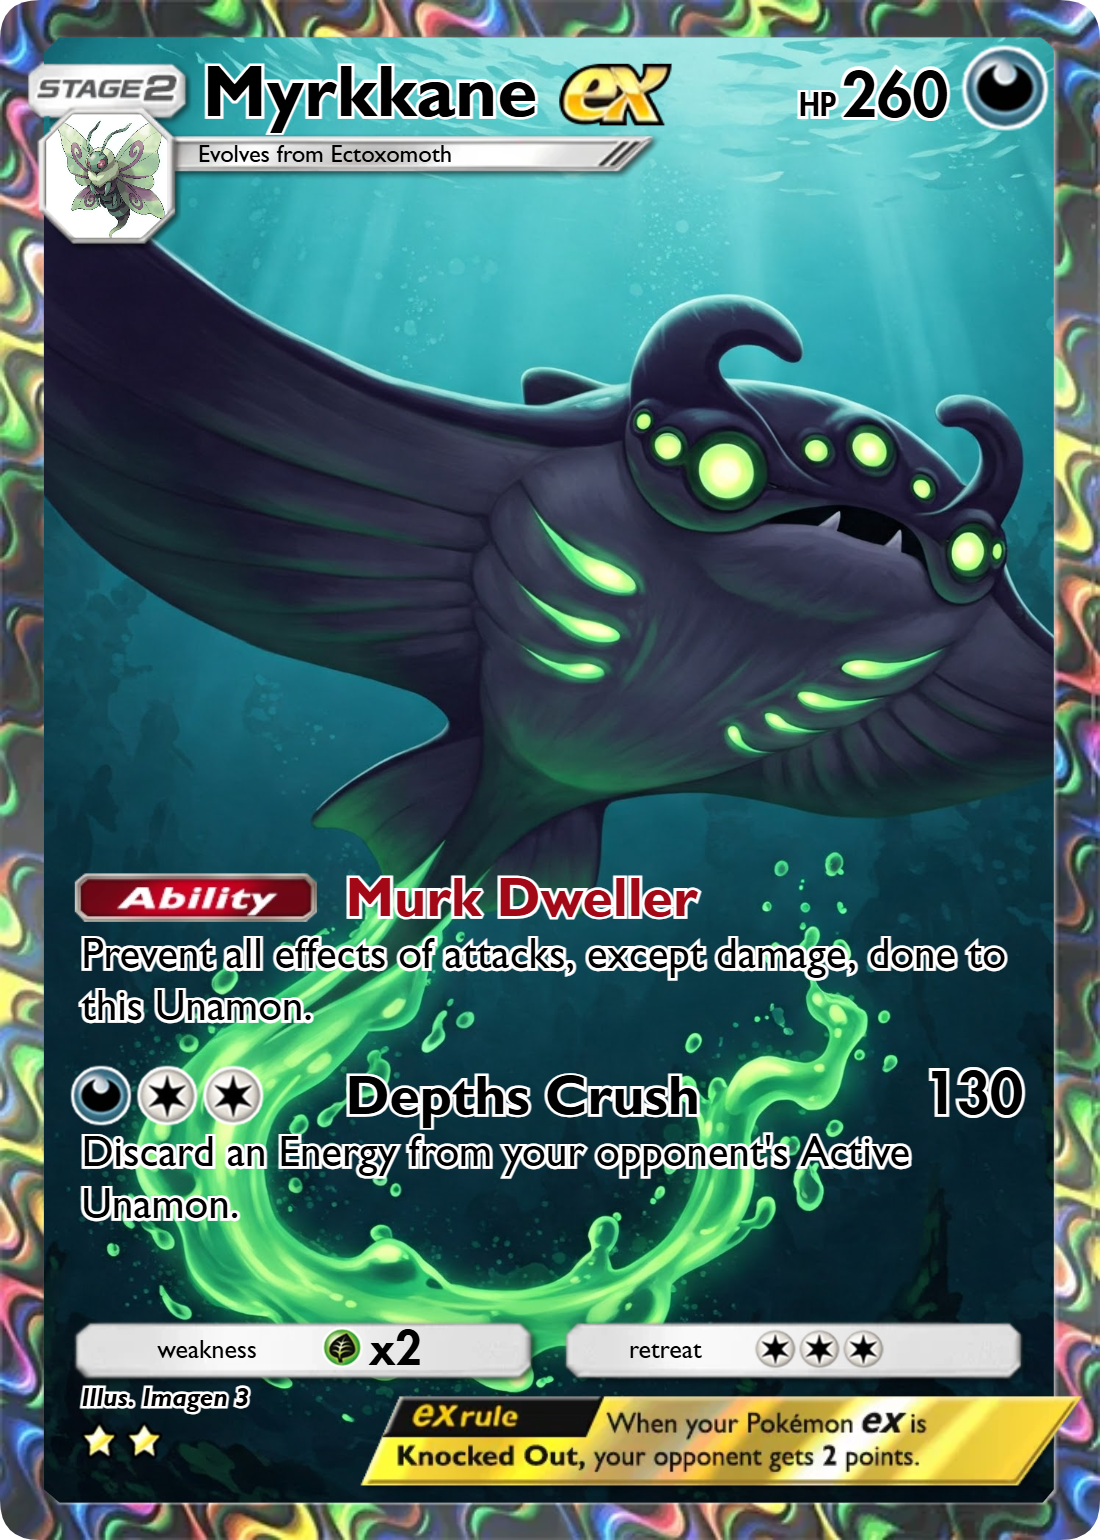 STAGE2 Myrkkane ex HP 260
Evolves from Ectoxomoth
Ability Murk Dweller
Prevent all effects of attacks, except damage, done to
this Unamon.
Depths Crush 130
Discard an Energy from your opponent's Active
Unamon.
weakness x2 retreat
Illus. Imagen 3
ex rule When your Pokémon ex is
Knocked Out, your opponent gets 2 points.